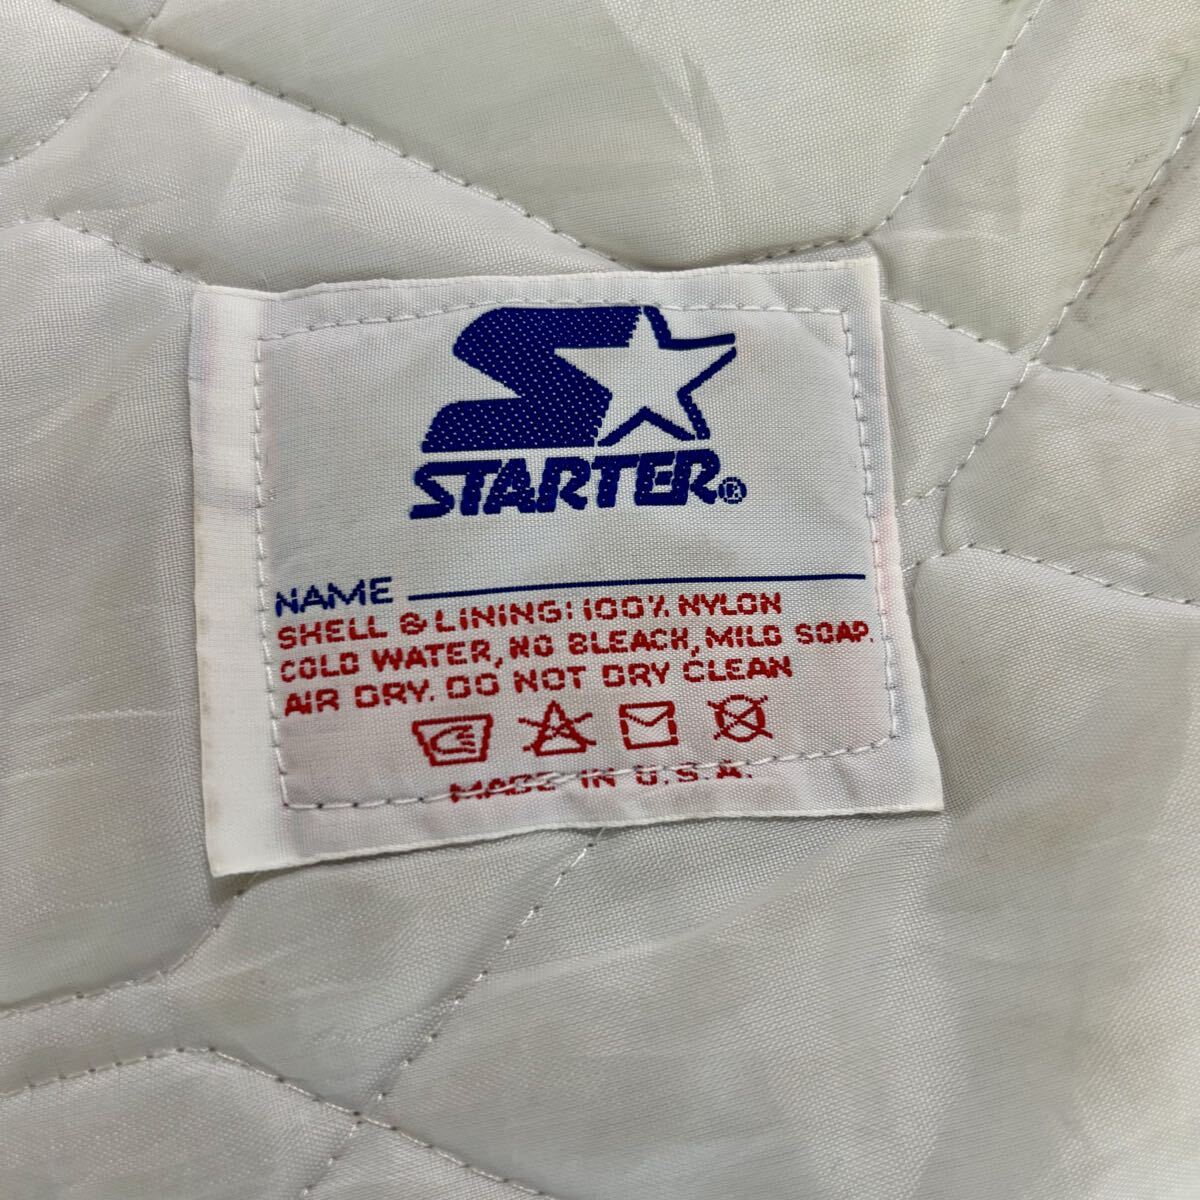 STARTER®
NAME
SHELL & LINING: 100% NYLON
COLD WATER, NO BLEACH, MILD SOAP.
AIR DRY. DO NOT DRY CLEAN
MADE IN U.S.A.